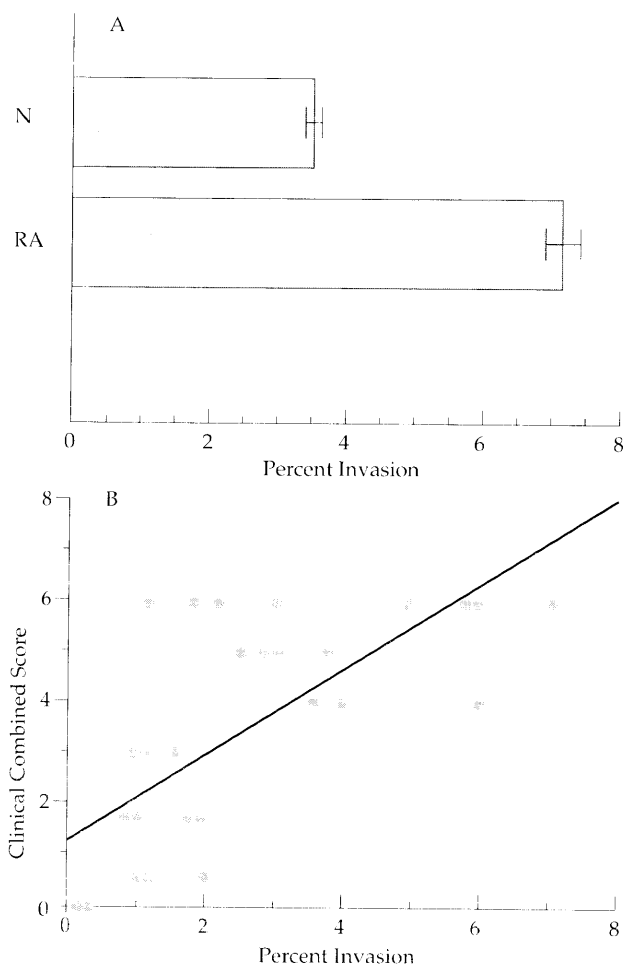 A
N
RA
0 2 4 6 8
Percent Invasion
B
8
6
4
2
0
Clinical Combined Score
0 2 4 6 8
Percent Invasion